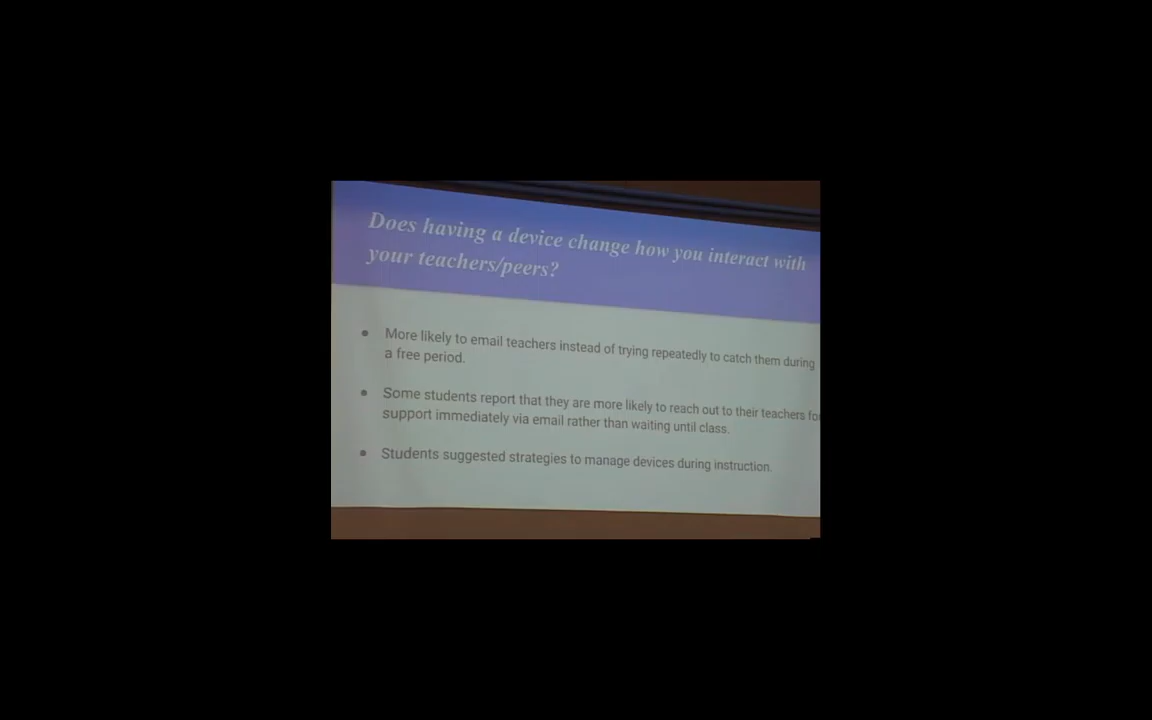 Does having a device change how you interact with
your teachers/peers?
● More likely to email teachers instead of trying repeatedly to catch them during
a free period.
● Some students report that they are more likely to reach out to their teachers for
support immediately via email rather than waiting until class.
● Students suggested strategies to manage devices during instruction.